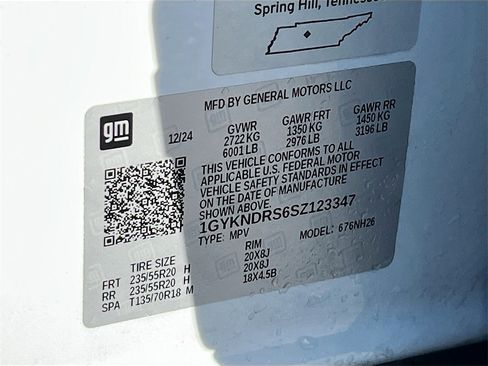 Spring Hill, Tennessee
MFD BY GENERAL MOTORS LLC
gm 12/24 GVWR GAWR FRT GAWR RR
2722 KG 1350 KG 1450 KG
6001 LB 2976 LB 3196 LB
THIS VEHICLE CONFORMS TO ALL
APPLICABLE U.S. FEDERAL MOTOR
VEHICLE SAFETY STANDARDS IN EFFECT
ON THE DATE OF MANUFACTURE SHOWN ABOVE.
1GYKNDRS6SZ123347
TYPE: MPV MODEL: 676NH26
TIRE SIZE RIM
FRT 235/55R20 H 20X8J
RR 235/55R20 H 20X8J
SPA T135/70R18 M 18X4.5B